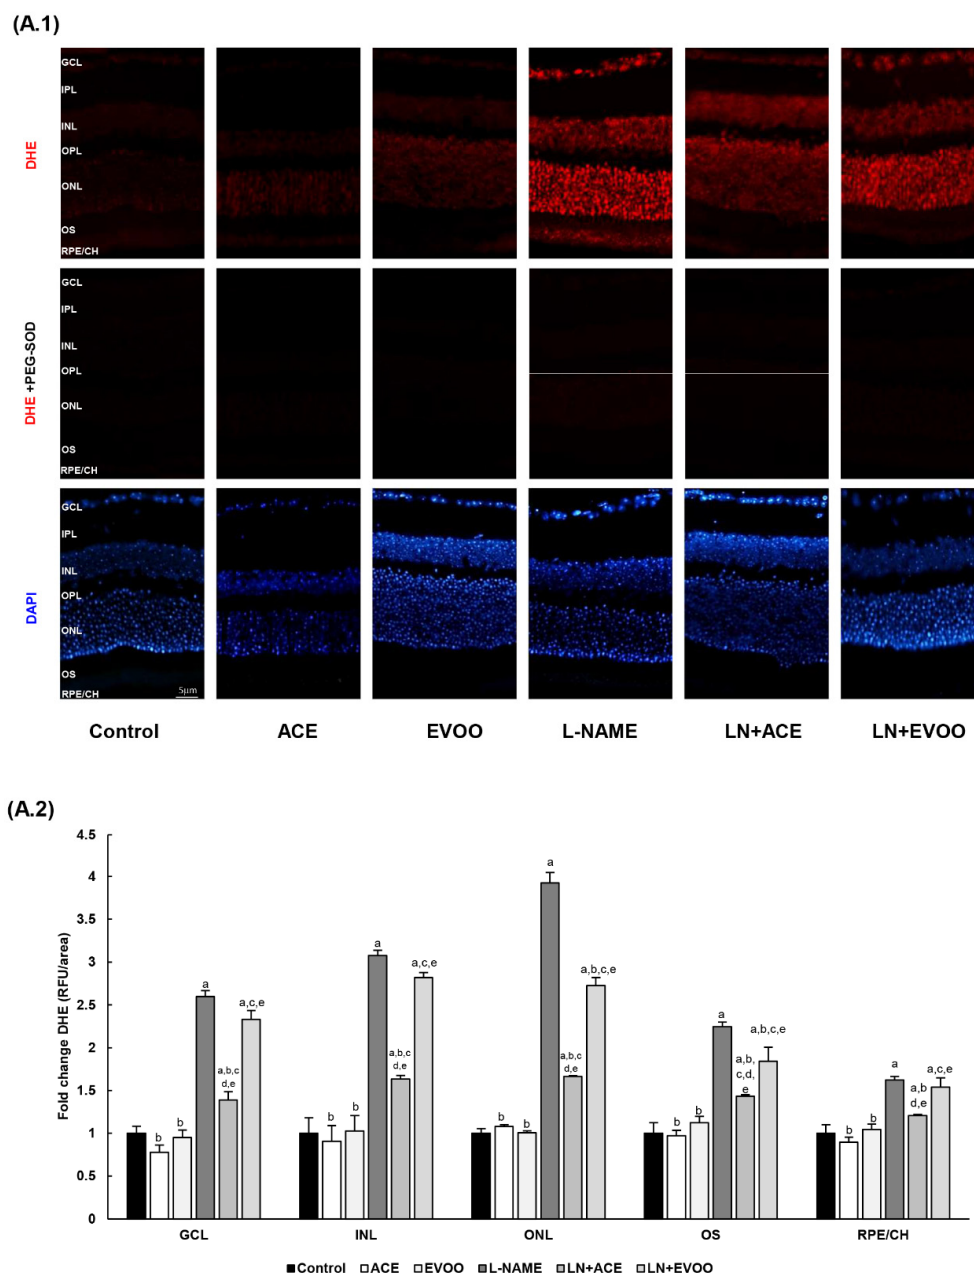 (A.1)
DHE
GCL
IPL
INL
OPL
ONL
OS
RPE/CH
DHE +PEG-SOD
GCL
IPL
INL
OPL
ONL
OS
RPE/CH
DAPI
GCL
IPL
INL
OPL
ONL
OS
RPE/CH
5µm
Control ACE EVOO L-NAME LN+ACE LN+EVOO
(A.2)
Fold change DHE (RFU/area)
4.5
4
3.5
3
2.5
2
1.5
1
0.5
0
b
b
a
a,b,c
d,e
a,c,e
b
b
a
a,b,c
d,e
a,c,e
b
b
a
a,b,c
d,e
a,b,c,e
b
b
a
a,b,
c,d,
e
a,b,c,e
b
b
a
a,b
d,e
a,c,e
GCL INL ONL OS RPE/CH
Control ACE EVOO L-NAME LN+ACE LN+EVOO